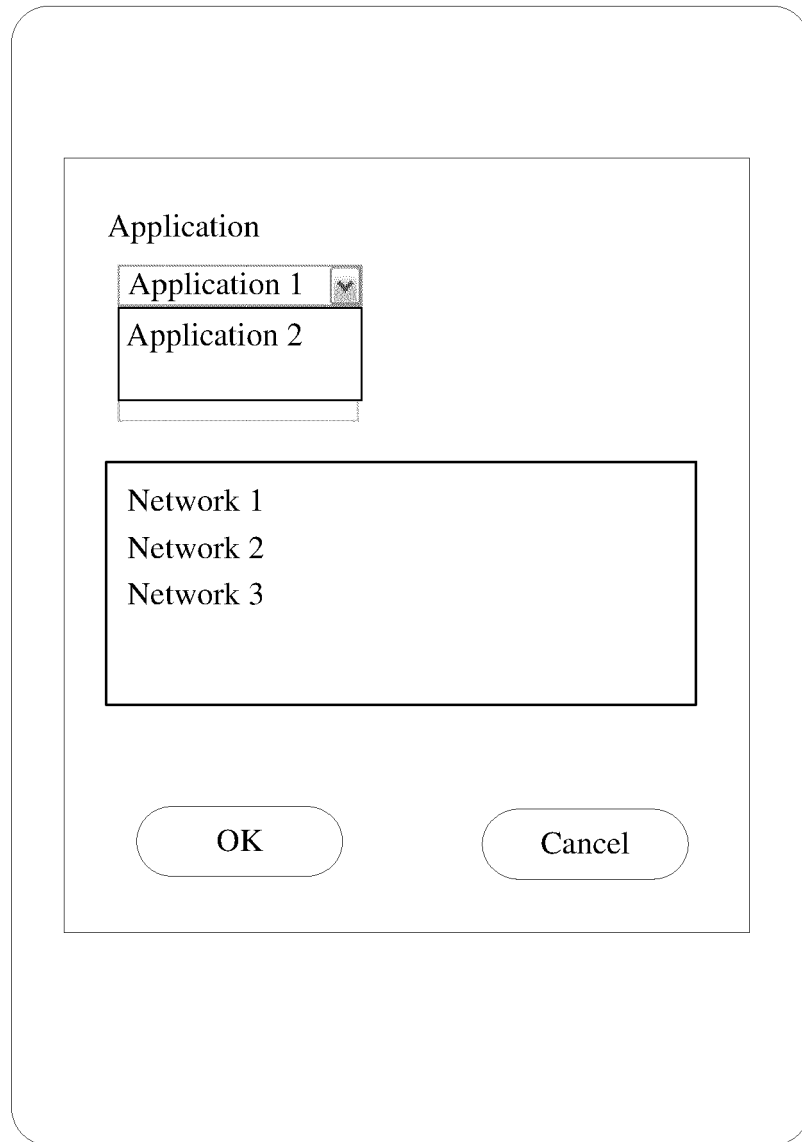 Application
Application 1
Application 2
Network 1
Network 2
Network 3
OK
Cancel